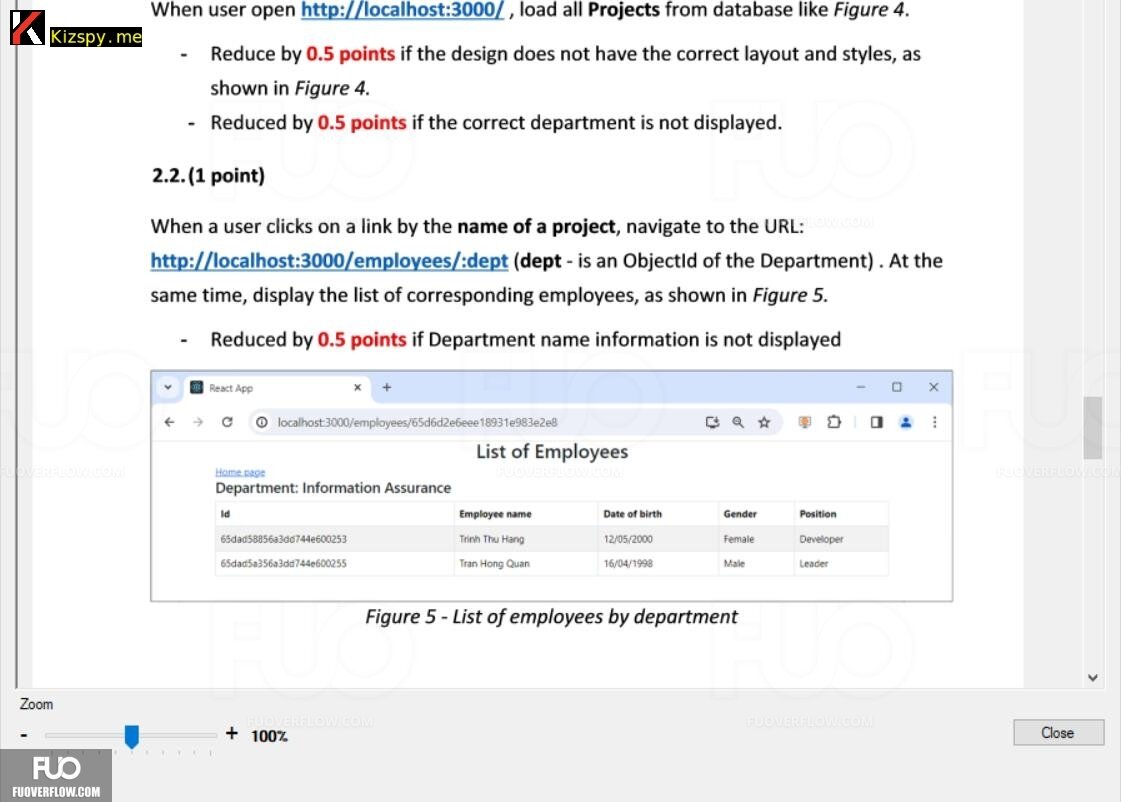 When user open http://localhost:3000/ , load all Projects from database like Figure 4.
Kizspy.me
- Reduce by 0.5 points if the design does not have the correct layout and styles, as
shown in Figure 4.
- Reduced by 0.5 points if the correct department is not displayed.
2.2. (1 point)
When a user clicks on a link by the name of a project, navigate to the URL:
http://localhost:3000/employees/:dept (dept - is an ObjectId of the Department) . At the
same time, display the list of corresponding employees, as shown in Figure 5.
- Reduced by 0.5 points if Department name information is not displayed
React App
localhost:3000/employees/65d6d2e6eee18931e983e2e8
List of Employees
Home page
Department: Information Assurance
Id Employee name Date of birth Gender Position
65dad58856a3dd744e600253 Trinh Thu Hang 12/05/2000 Female Developer
65dad5a356a3dd744e600255 Tran Hong Quan 16/04/1998 Male Leader
Figure 5 - List of employees by department
Zoom
- + 100%
Close
FUO
FUOVERFLOW.COM
FUOVERFLOW.COM
FUOVERFLOW.COM